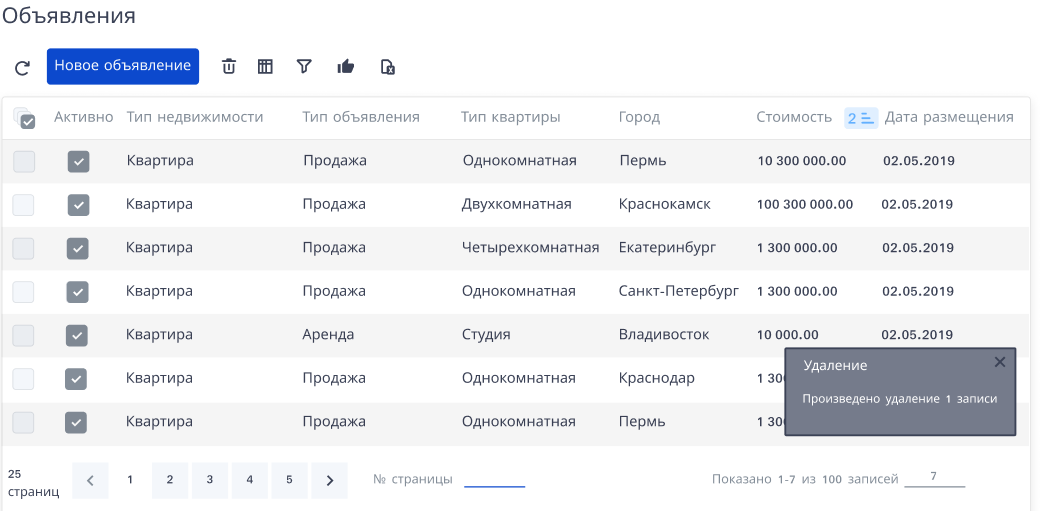 Объявления
Новое объявление
Активно Тип недвижимости Тип объявления Тип квартиры Город Стоимость 2 Дата размещения
Квартира Продажа Однокомнатная Пермь 10 300 000.00 02.05.2019
Квартира Продажа Двухкомнатная Краснокамск 100 300 000.00 02.05.2019
Квартира Продажа Четырехкомнатная Екатеринбург 1 300 000.00 02.05.2019
Квартира Продажа Однокомнатная Санкт-Петербург 1 300 000.00 02.05.2019
Квартира Аренда Студия Владивосток 10 000.00 02.05.2019
Удаление
Квартира Продажа Однокомнатная Краснодар 1 30
Произведено удаление 1 записи
Квартира Продажа Однокомнатная Пермь 1 30
25
страниц
1 2 3 4 5 № страницы Показано 1-7 из 100 записей 7